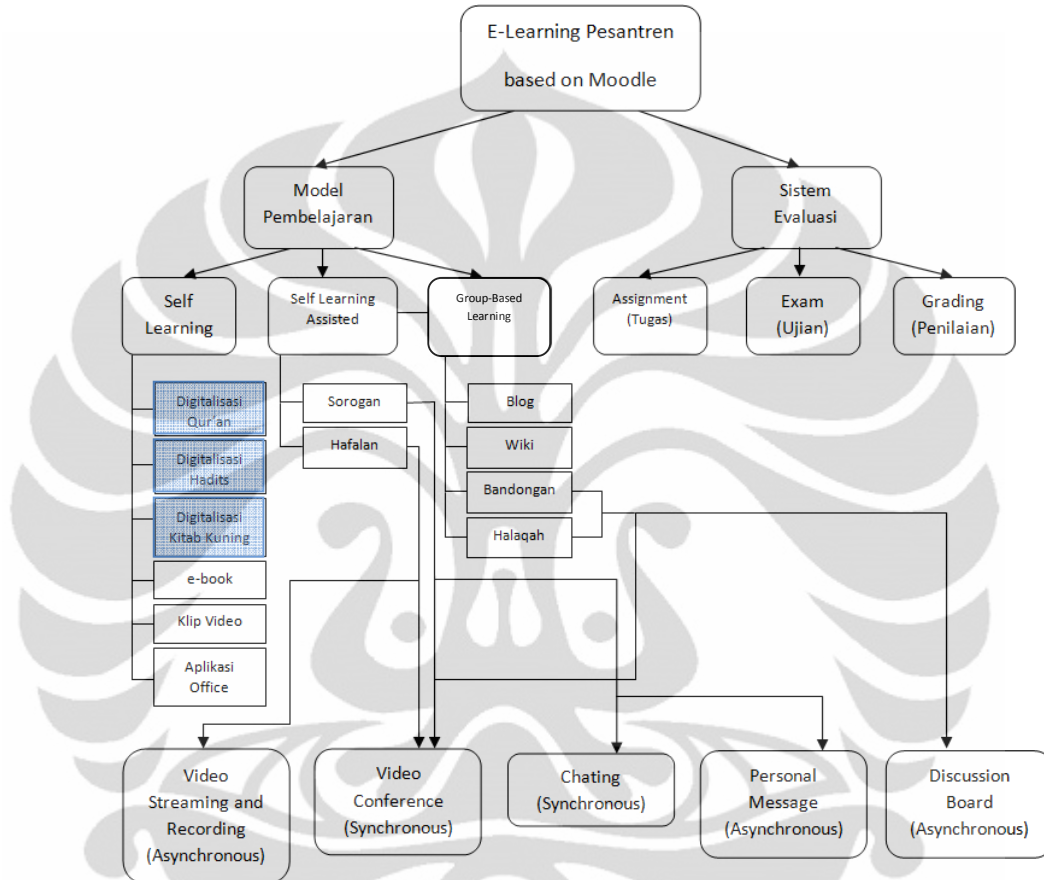 E-Learning Pesantren
based on Moodle
Model
Pembelajaran
Sistem
Evaluasi
Self
Learning
Self Learning
Assisted
Group-Based
Learning
Assignment
(Tugas)
Exam
(Ujian)
Grading
(Penilaian)
Digitalisasi
Qur'an
Digitalisasi
Hadits
Digitalisasi
Kitab Kuning
e-book
Klip Video
Aplikasi
Office
Sorogan
Hafalan
Blog
Wiki
Bandongan
Halaqah
Video
Streaming and
Recording
(Asynchronous)
Video
Conference
(Synchronous)
Chating
(Synchronous)
Personal
Message
(Asynchronous)
Discussion
Board
(Asynchronous)